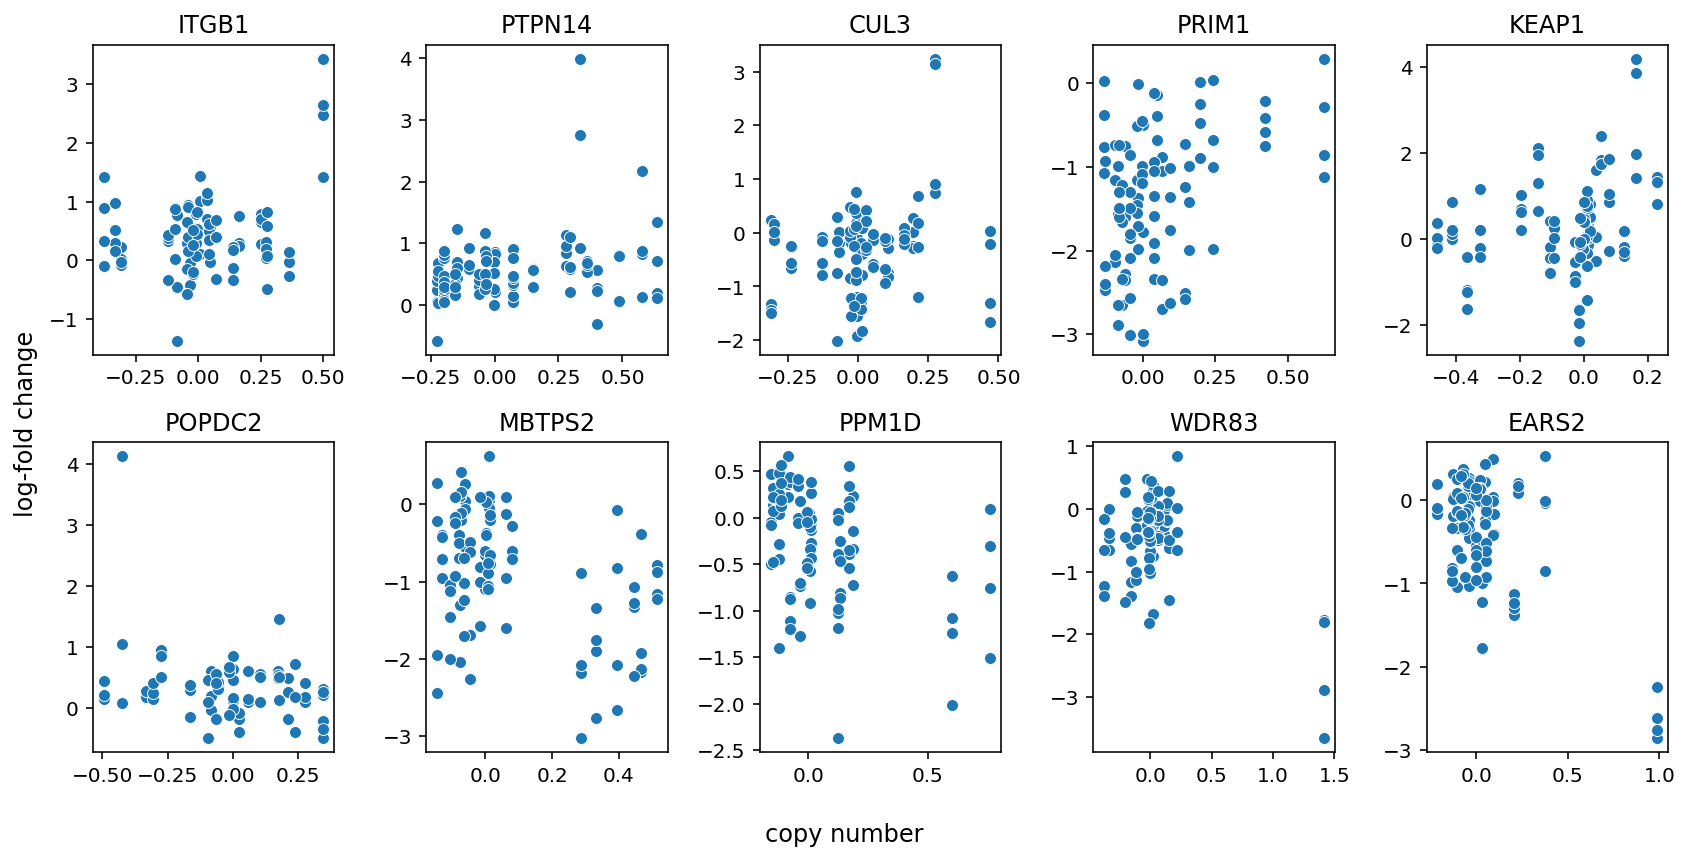 ITGB1 PTPN14 CUL3 PRIM1 KEAP1
3 2 1 0 −1
−0.25 0.00 0.25 0.50
4 3 2 1 0
−0.25 0.00 0.25 0.50
3 2 1 0 −1 −2
−0.25 0.00 0.25 0.50
0 −1 −2 −3
0.00 0.25 0.50
4 2 0 −2
−0.4 −0.2 0.0 0.2
log-fold change
POPDC2 MBTPS2 PPM1D WDR83 EARS2
4 3 2 1 0
−0.50 −0.25 0.00 0.25
0 −1 −2 −3
0.0 0.2 0.4
0.5 0.0 −0.5 −1.0 −1.5 −2.0 −2.5
0.0 0.5
1 0 −1 −2 −3
0.0 0.5 1.0 1.5
0 −1 −2 −3
0.0 0.5 1.0
copy number